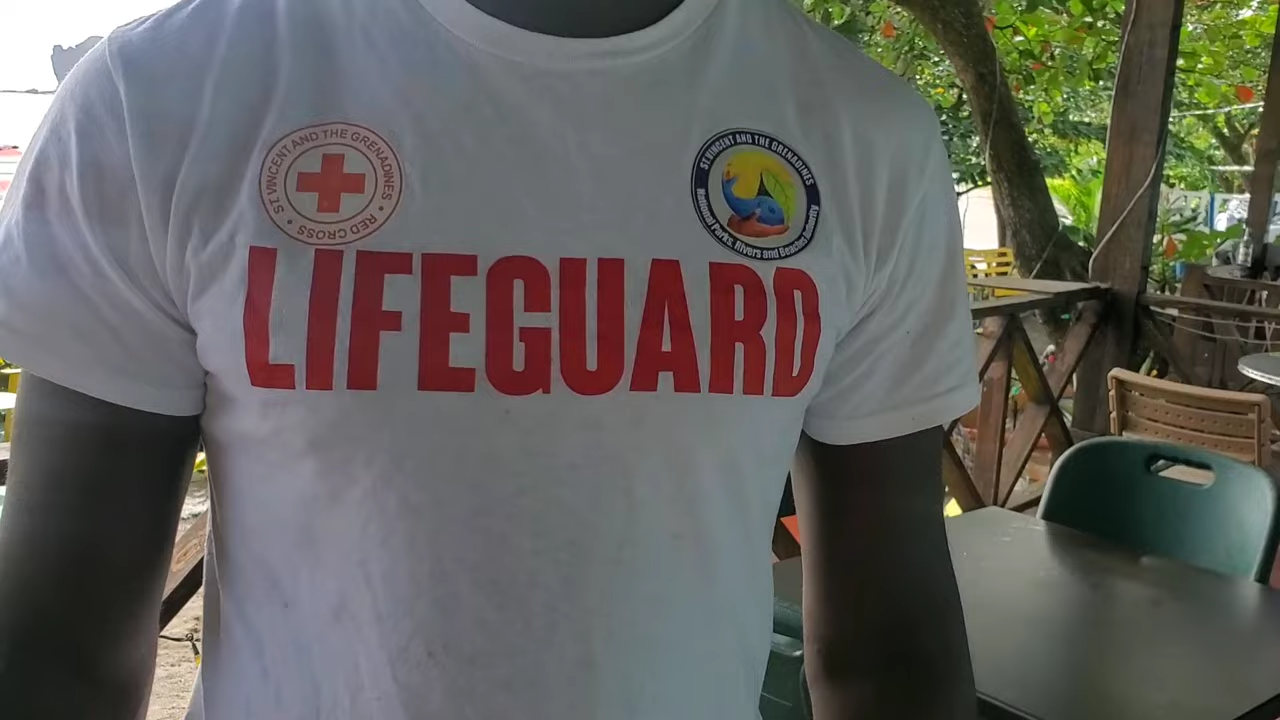 ST. VINCENT AND THE GRENADINES
• RED CROSS •
ST.VINCENT AND THE GRENADINES
National Parks, Rivers and Beaches Authority
LIFEGUARD